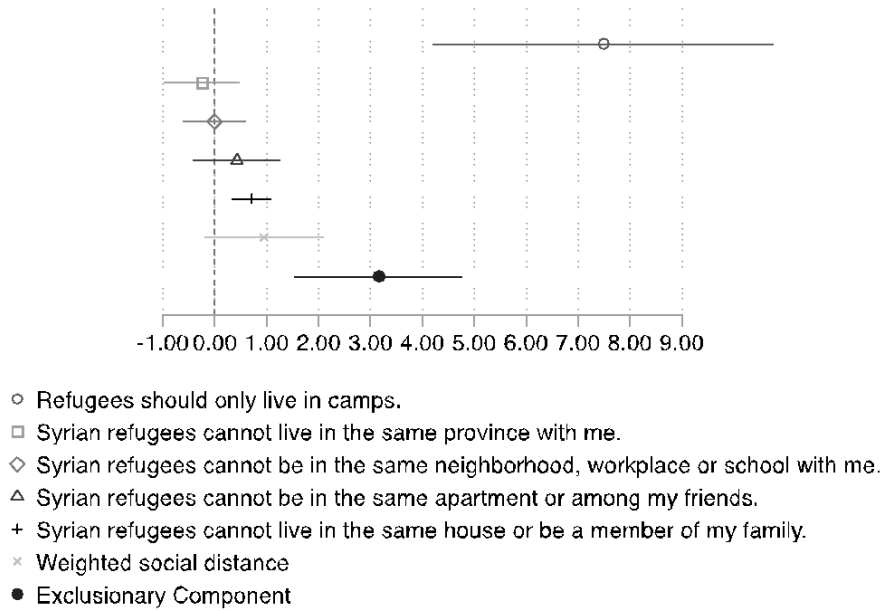 -1.00 0.00 1.00 2.00 3.00 4.00 5.00 6.00 7.00 8.00 9.00
Refugees should only live in camps.
Syrian refugees cannot live in the same province with me.
Syrian refugees cannot be in the same neighborhood, workplace or school with me.
Syrian refugees cannot be in the same apartment or among my friends.
Syrian refugees cannot live in the same house or be a member of my family.
Weighted social distance
Exclusionary Component